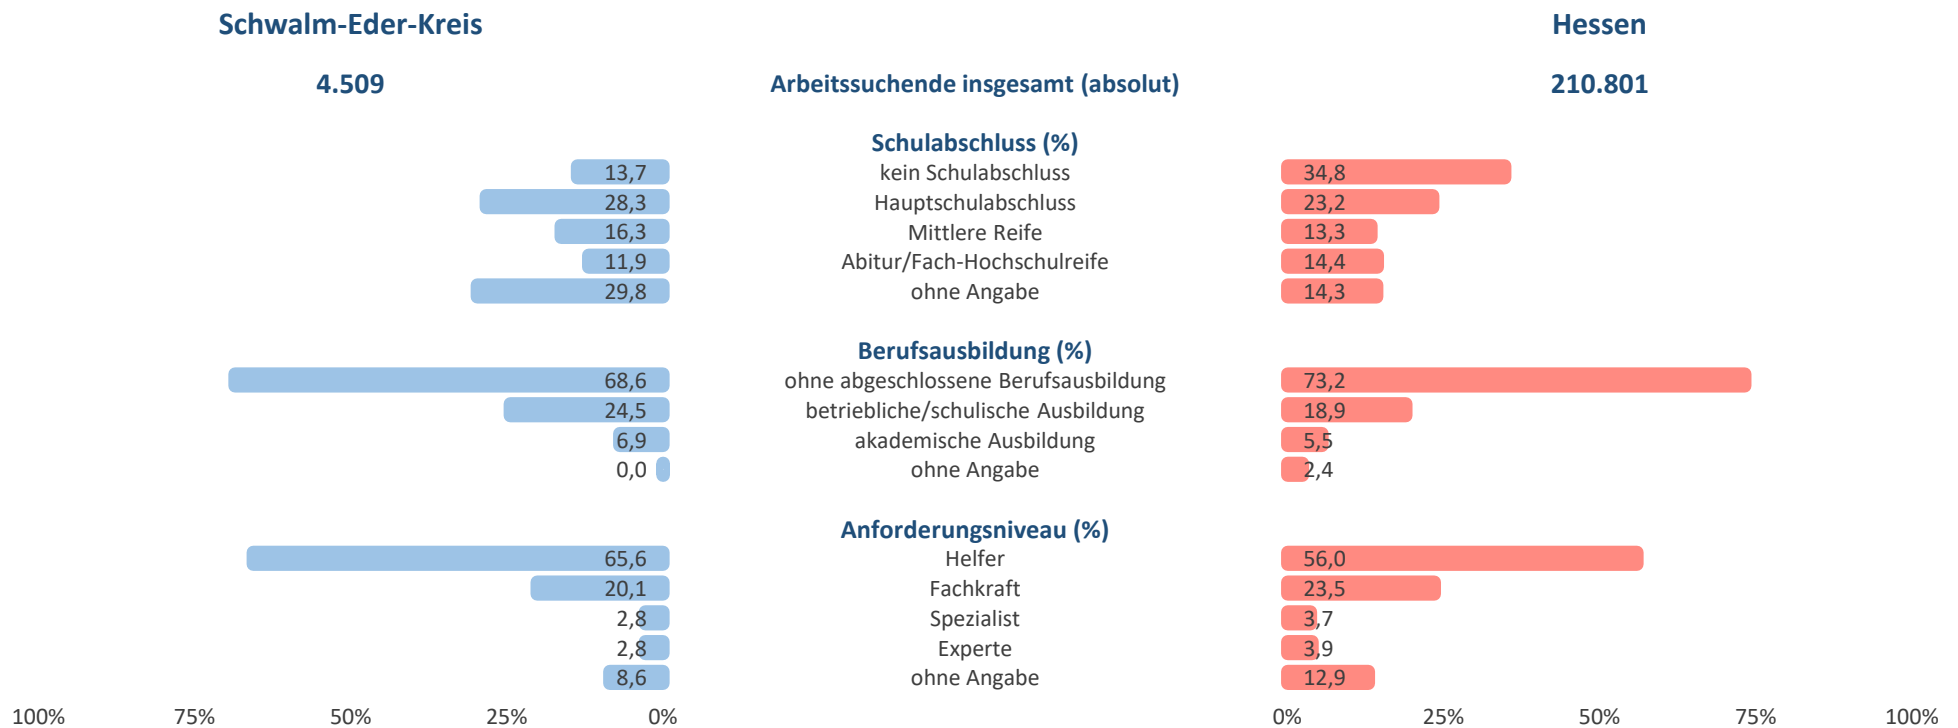 Schwalm-Eder-Kreis Hessen
4.509 Arbeitssuchende insgesamt (absolut) 210.801
Schulabschluss (%)
13,7 kein Schulabschluss 34,8
28,3 Hauptschulabschluss 23,2
16,3 Mittlere Reife 13,3
11,9 Abitur/Fach-Hochschulreife 14,4
29,8 ohne Angabe 14,3
Berufsausbildung (%)
68,6 ohne abgeschlossene Berufsausbildung 73,2
24,5 betriebliche/schulische Ausbildung 18,9
6,9 akademische Ausbildung 5,5
0,0 ohne Angabe 2,4
Anforderungsniveau (%)
65,6 Helfer 56,0
20,1 Fachkraft 23,5
2,8 Spezialist 3,7
2,8 Experte 3,9
8,6 ohne Angabe 12,9
100% 75% 50% 25% 0% 0% 25% 50% 75% 100%